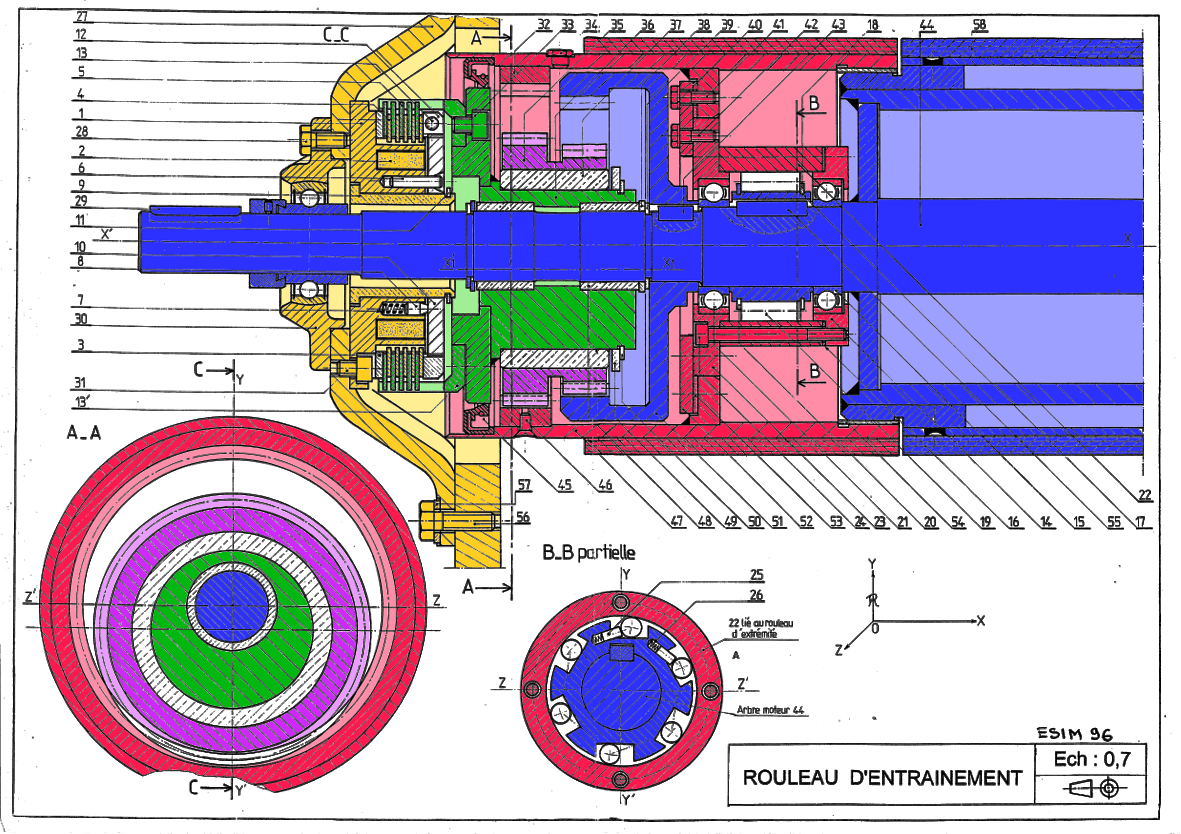 27
12
13
5
4
1
28
2
6
9
29
11
10
8
7
30
3
31
13'
C_C
A
32 33 34 35 36 37 38 39 40 41 42 43 18 44 58
B
B
X'
X1
X1
X
A
45 46
57
56
47 48 49 50 51 52 53 24 23 21 20 54 19 16 14 15 55 17
22
A_A
C
Y
Z'
Z
C
Y'
B_B partielle
Y
25
26
22 lié au rouleau
d'extrémité
A
Z
Z'
Arbre moteur 44
Y'
Y
R
O
X
Z
ESIM 96
ROULEAU D'ENTRAINEMENT
Ech : 0,7